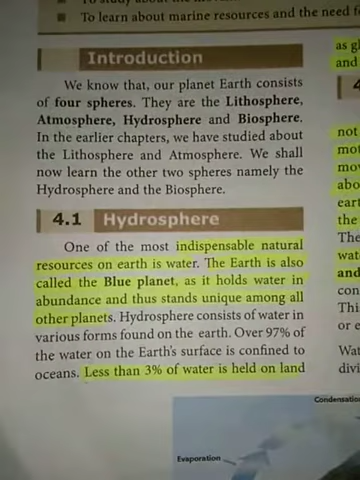 To learn about marine resources and the need
Introduction
We know that, our planet Earth consists
of four spheres. They are the Lithosphere,
Atmosphere, Hydrosphere and Biosphere.
In the earlier chapters, we have studied about
the Lithosphere and Atmosphere. We shall
now learn the other two spheres namely the
Hydrosphere and the Biosphere.
4.1 Hydrosphere
One of the most indispensable natural
resources on earth is water. The Earth is also
called the Blue planet, as it holds water in
abundance and thus stands unique among all
other planets. Hydrosphere consists of water in
various forms found on the earth. Over 97% of
the water on the Earth's surface is confined to
oceans. Less than 3% of water is held on land
as
and
4
not
mot
mov
abo
eart
the
The
wate
and
con
Thi
or e
Wat
divi
Condensation
Evaporation